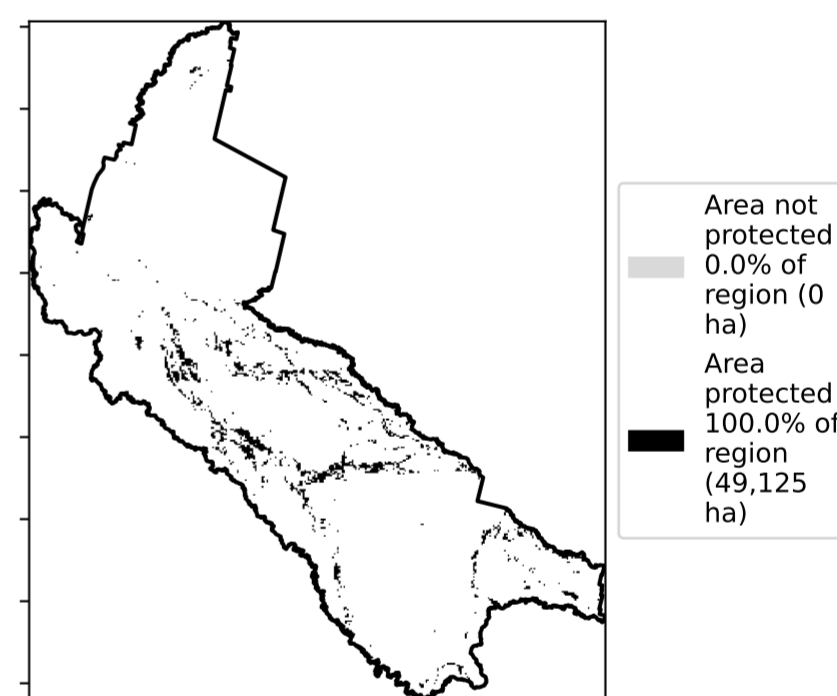 Area not
protected
0.0% of
region (0
ha)
Area
protected
100.0% of
region
(49,125
ha)